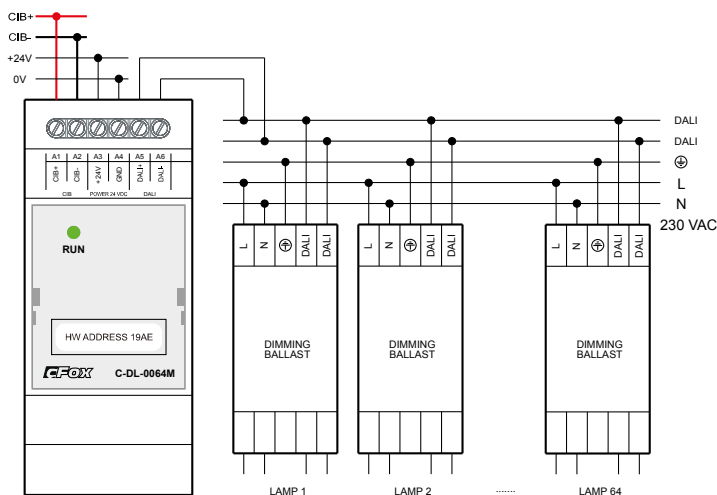 CIB+
CIB-
+24V
0V
A1 A2 A3 A4 A5 A6
CIB+ CIB- +24V GND DALI+ DALI-
CIB POWER 24 VDC DALI
RUN
HW ADDRESS 19AE
CFOX C-DL-0064M
DALI
DALI
L
N
230 VAC
L N DALI DALI
DIMMING
BALLAST
LAMP 1
L N DALI DALI
DIMMING
BALLAST
LAMP 2
.......
L N DALI DALI
DIMMING
BALLAST
LAMP 64